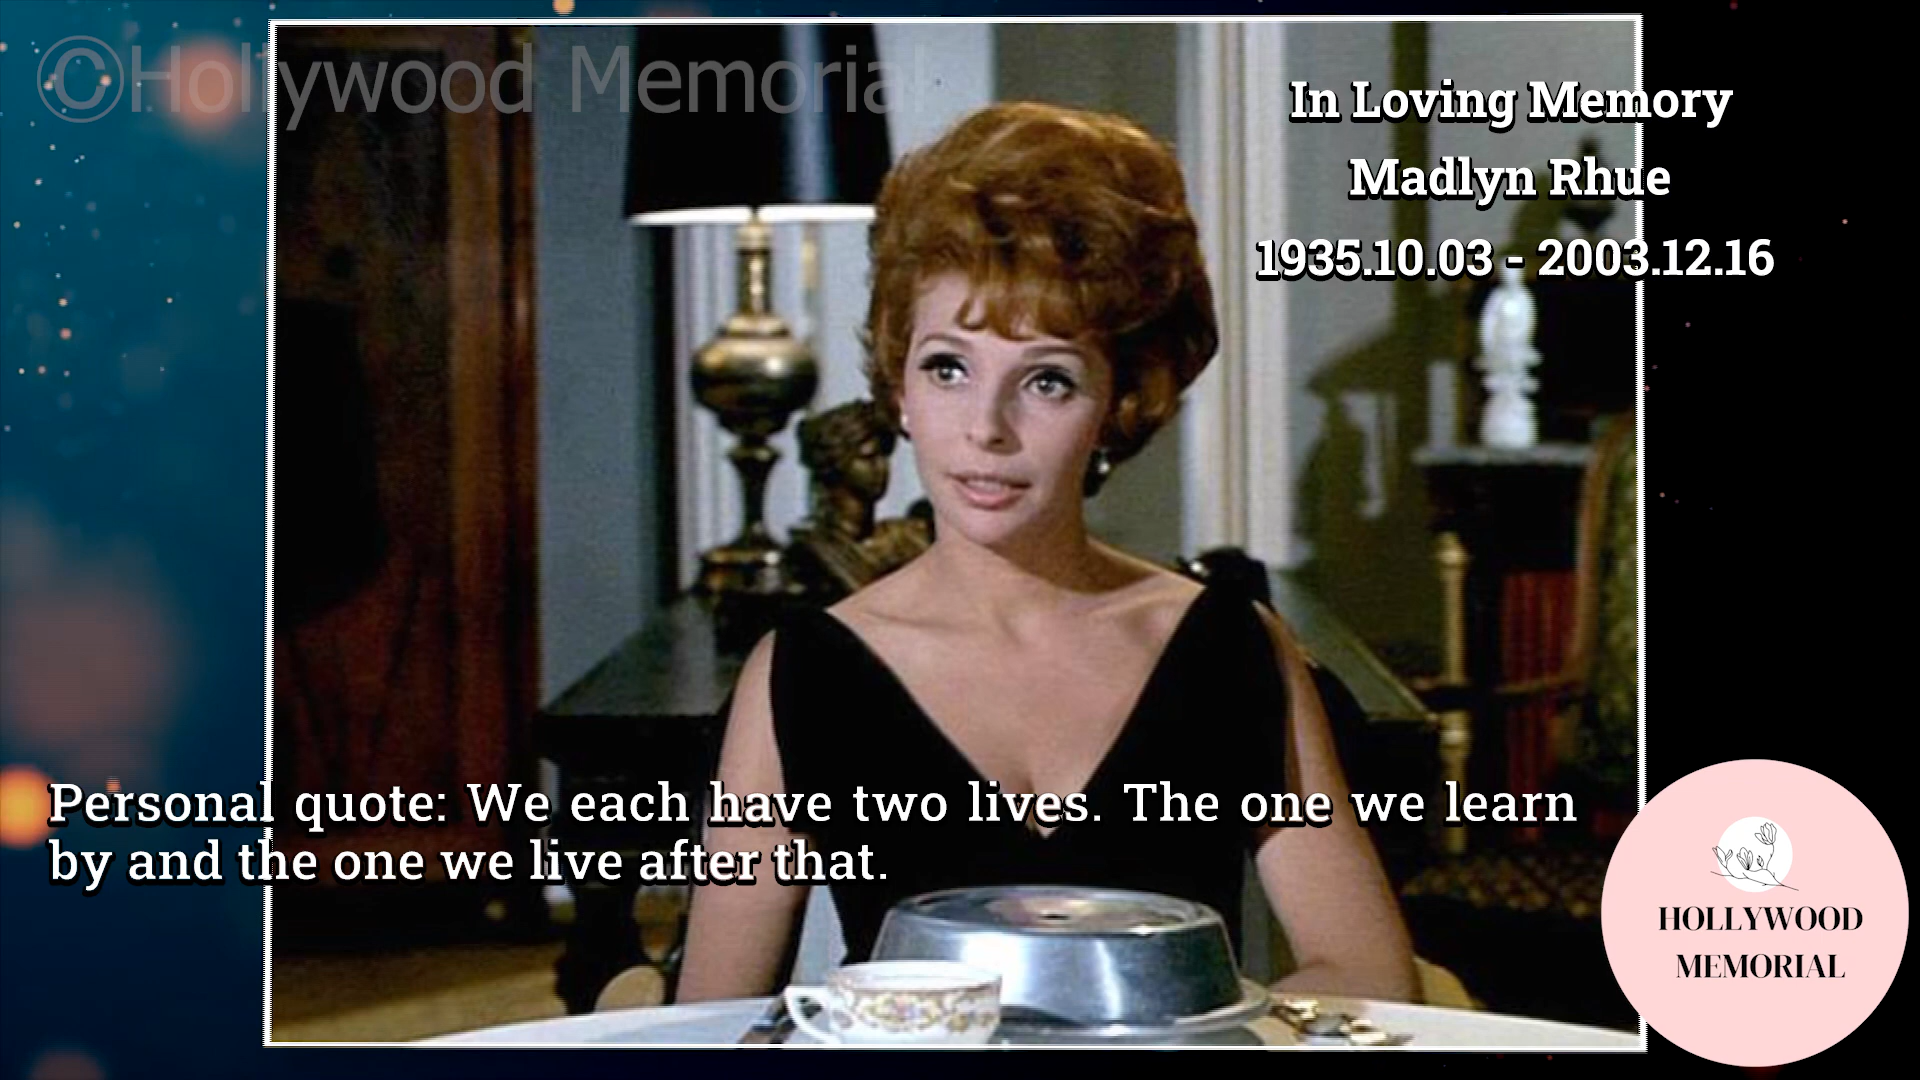 ©Hollywood Memorial
In Loving Memory
Madlyn Rhue
1935.10.03 - 2003.12.16
Personal quote: We each have two lives. The one we learn
by and the one we live after that.
HOLLYWOOD
MEMORIAL